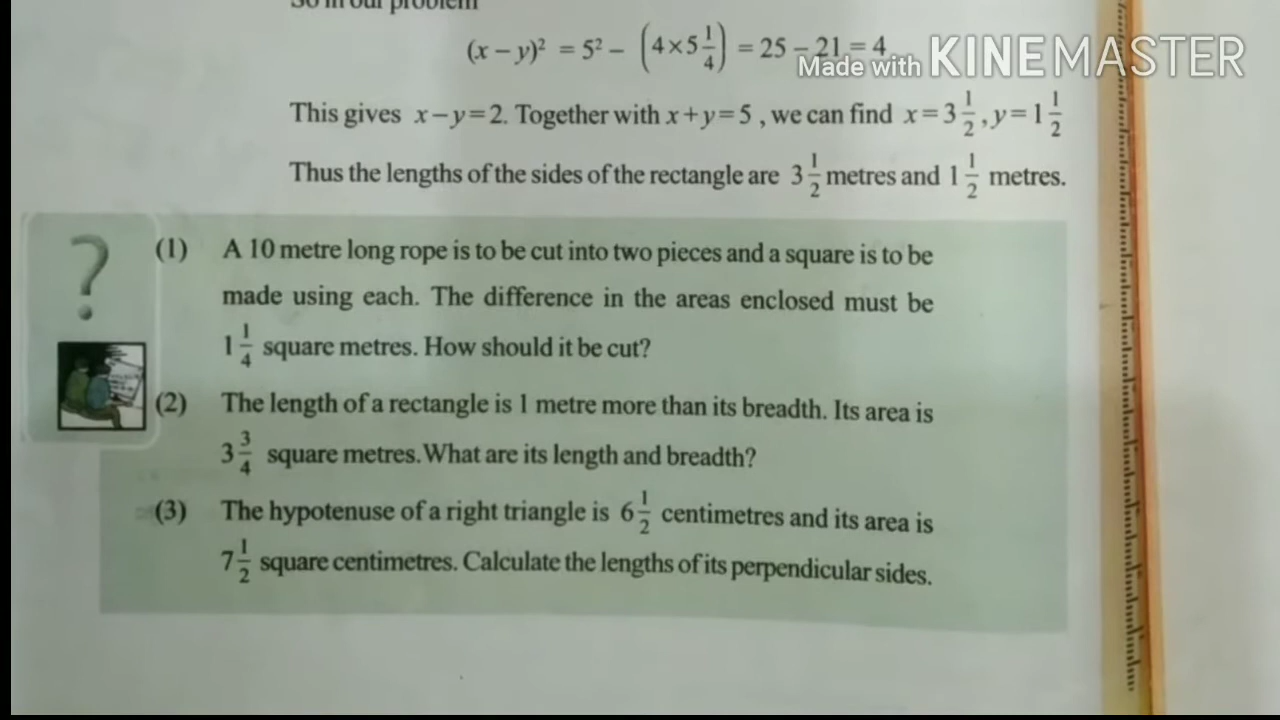 So in our problem
(x – y)² = 5² – (4×5 1/4) = 25 – 21 = 4
Made with KINEMASTER
This gives x – y = 2. Together with x + y = 5 , we can find x = 3 1/2 , y = 1 1/2
Thus the lengths of the sides of the rectangle are 3 1/2 metres and 1 1/2 metres.
(1) A 10 metre long rope is to be cut into two pieces and a square is to be
made using each. The difference in the areas enclosed must be
1 1/4 square metres. How should it be cut?
(2) The length of a rectangle is 1 metre more than its breadth. Its area is
3 3/4 square metres. What are its length and breadth?
(3) The hypotenuse of a right triangle is 6 1/2 centimetres and its area is
7 1/2 square centimetres. Calculate the lengths of its perpendicular sides.